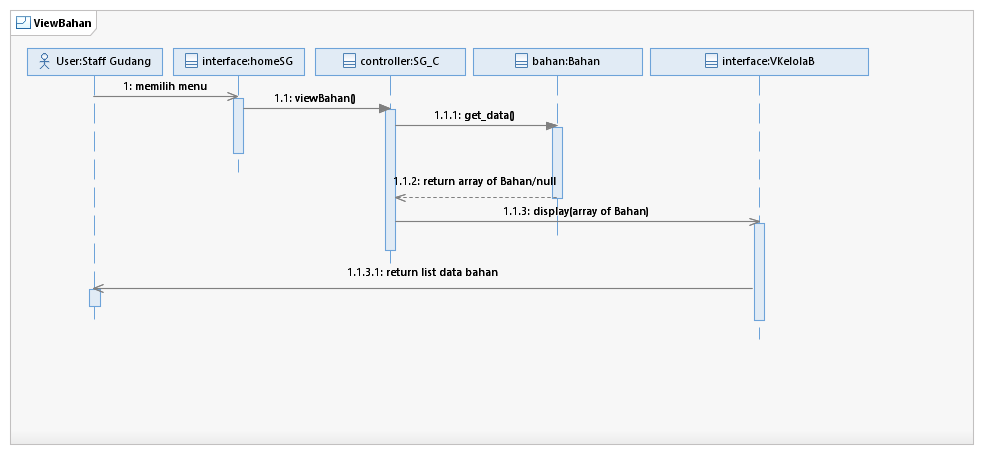 ViewBahan
User:Staff Gudang
interface:homeSG
controller:SG_C
bahan:Bahan
interface:VKelolaB
1: memilih menu
1.1: viewBahan()
1.1.1: get_data()
1.1.2: return array of Bahan/null
1.1.3: display(array of Bahan)
1.1.3.1: return list data bahan